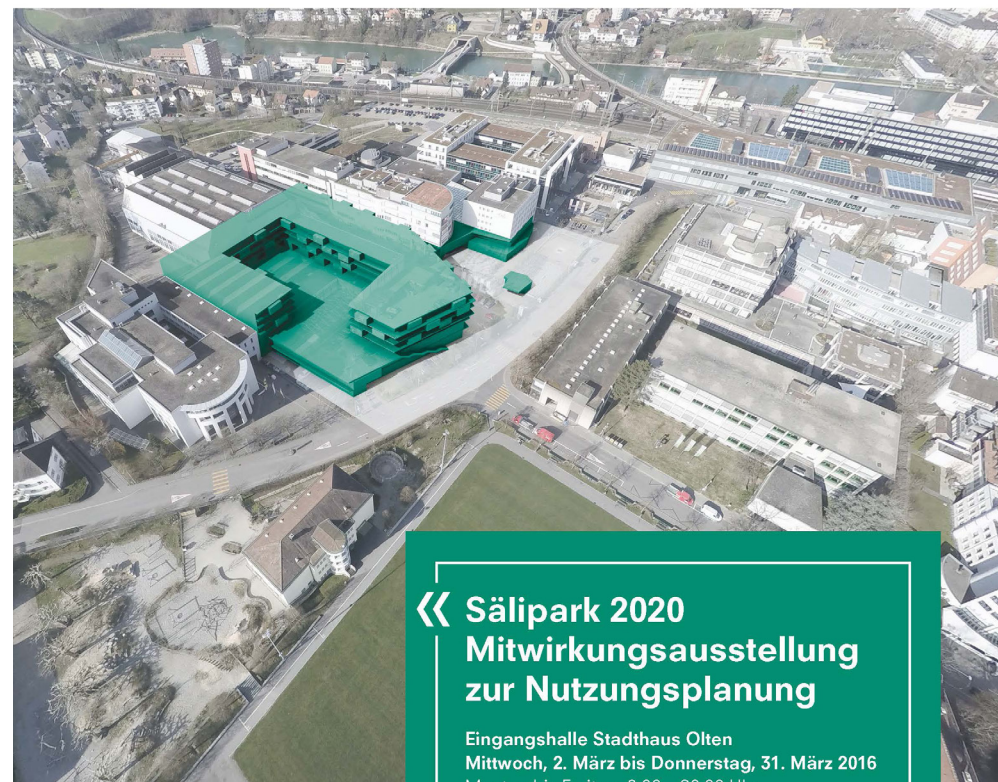 « Sälipark 2020
Mitwirkungsausstellung
zur Nutzungsplanung
Eingangshalle Stadthaus Olten
Mittwoch, 2. März bis Donnerstag, 31. März 2016